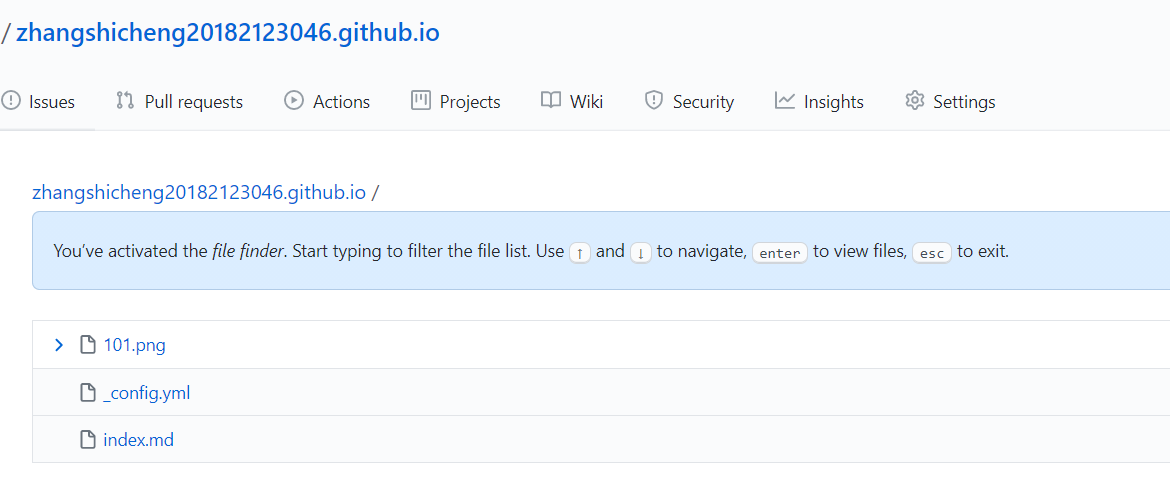 / zhangshicheng20182123046.github.io
Issues Pull requests Actions Projects Wiki Security Insights Settings
zhangshicheng20182123046.github.io /
You’ve activated the file finder. Start typing to filter the file list. Use ↑ and ↓ to navigate, enter to view files, esc to exit.
101.png
_config.yml
index.md